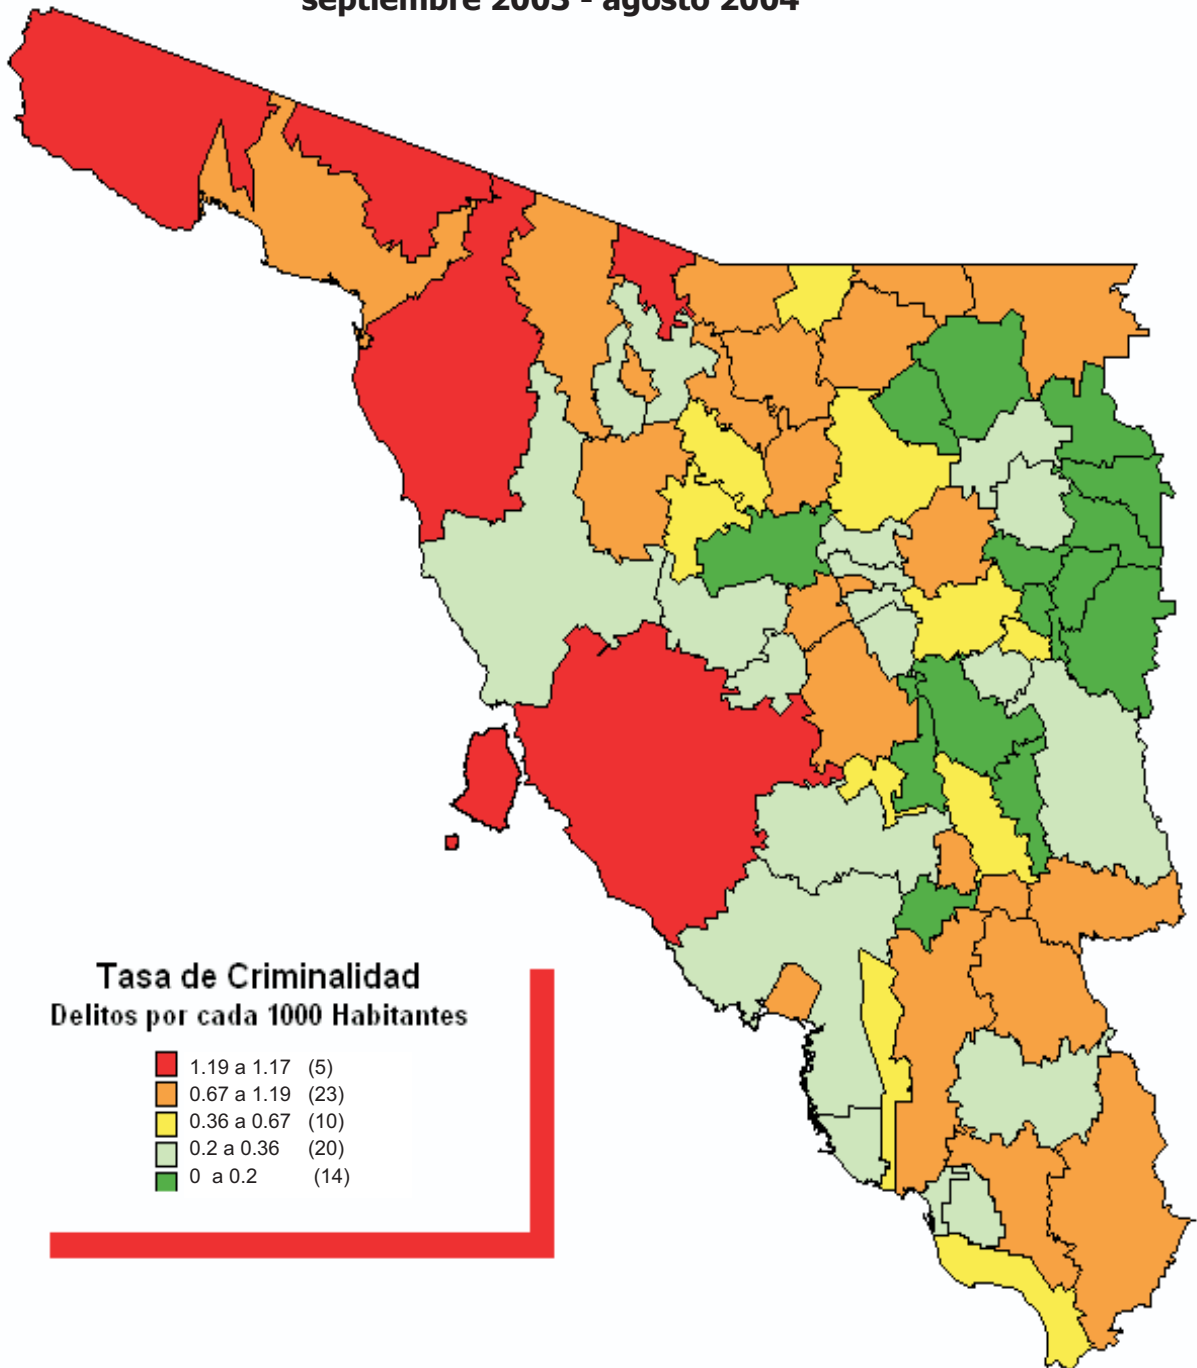 septiembre 2003 - agosto 2004
Tasa de Criminalidad
Delitos por cada 1000 Habitantes
1.19 a 1.17 (5)
0.67 a 1.19 (23)
0.36 a 0.67 (10)
0.2 a 0.36 (20)
0 a 0.2 (14)